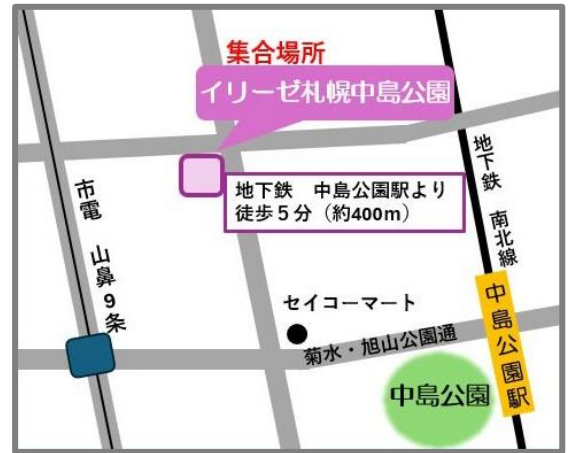 集合場所
イリーゼ札幌中島公園
地下鉄 中島公園駅より
徒歩5分(約400m)
市電 山鼻9条
地下鉄 南北線
セイコーマート
中島公園駅
菊水・旭山公園通
中島公園